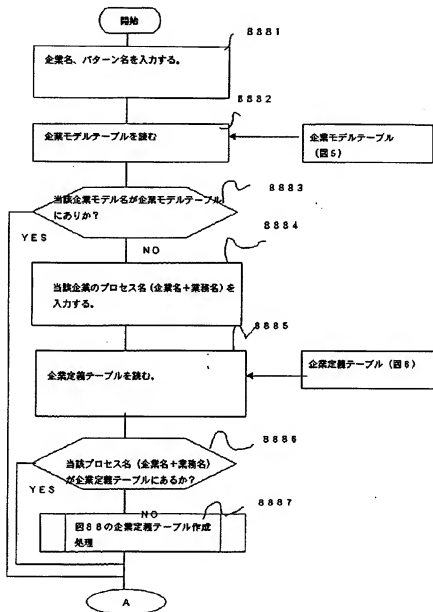 開始
8881
企業名、パターン名を入力する。
8882
企業モデルテーブルを読む
企業モデルテーブル
（図5）
8883
当該企業モデル名が企業モデルテーブル
にありか？
8884
YES
NO
当該企業のプロセス名（企業名＋業務名）を
入力する。
8885
企業定義テーブルを読む。
企業定義テーブル（図6）
8886
当該プロセス名（企業名＋業務名）
が企業定義テーブルにあるか？
YES
8887
NO
図88の企業定義テーブル作成
処理
A